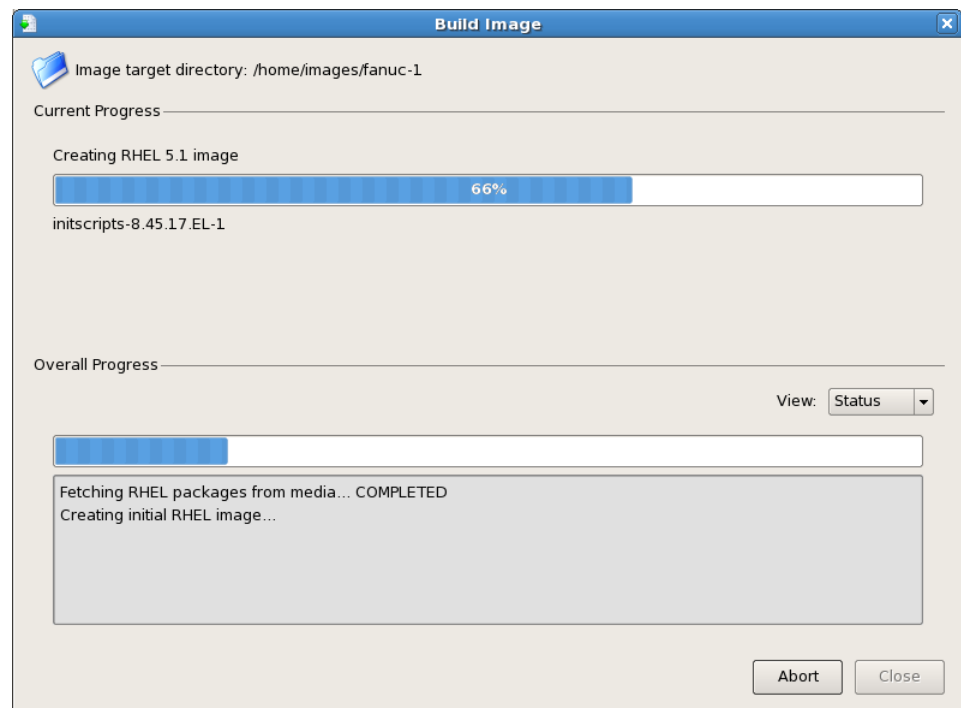 Build Image
Image target directory: /home/images/fanuc-1
Current Progress
Creating RHEL 5.1 image
66%
initscripts-8.45.17.EL-1
Overall Progress
View: Status
Fetching RHEL packages from media... COMPLETED
Creating initial RHEL image...
Abort Close